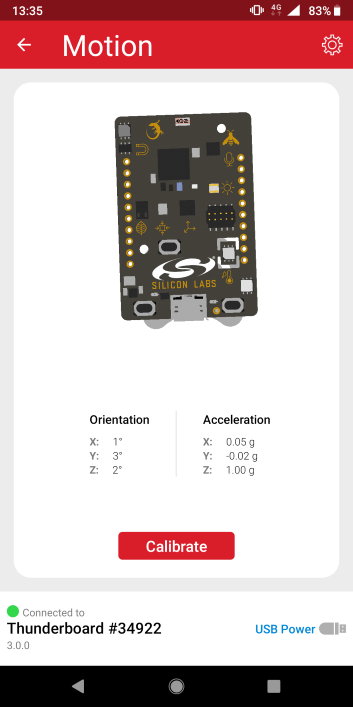 13:35
4G
83%
Motion
SILICON LABS
Orientation
Acceleration
X: 1°
X: 0.05 g
Y: 3°
Y: -0.02 g
Z: 2°
Z: 1.00 g
Calibrate
Connected to
Thunderboard #34922
USB Power
3.0.0